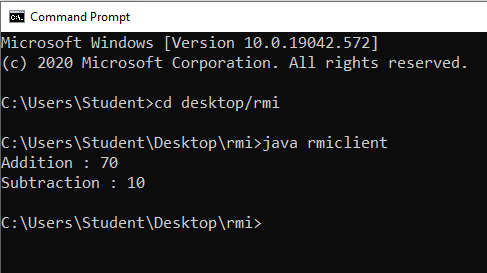 Command Prompt
Microsoft Windows [Version 10.0.19042.572]
(c) 2020 Microsoft Corporation. All rights reserved.
C:\Users\Student>cd desktop/rmi
C:\Users\Student\Desktop\rmi>java rmiclient
Addition : 70
Subtraction : 10
C:\Users\Student\Desktop\rmi>